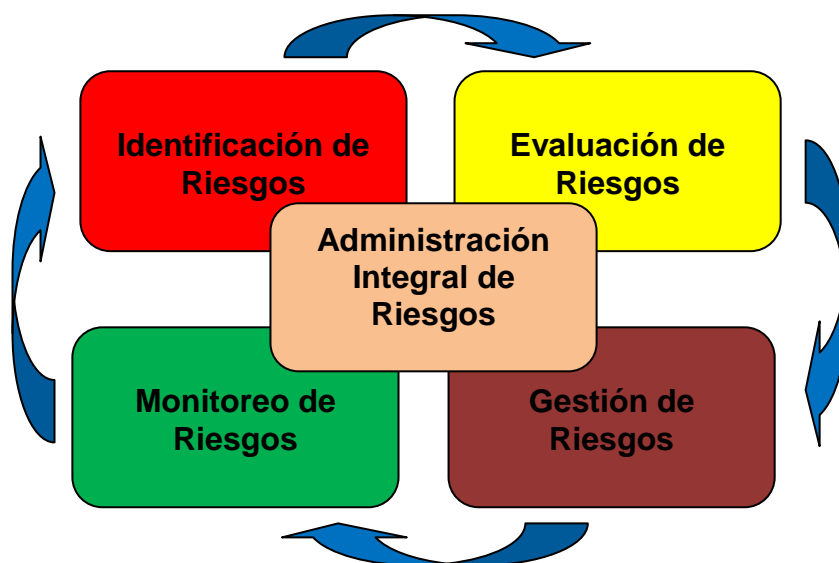 Identificación de
Riesgos
Evaluación de
Riesgos
Administración
Integral de
Riesgos
Monitoreo de
Riesgos
Gestión de
Riesgos